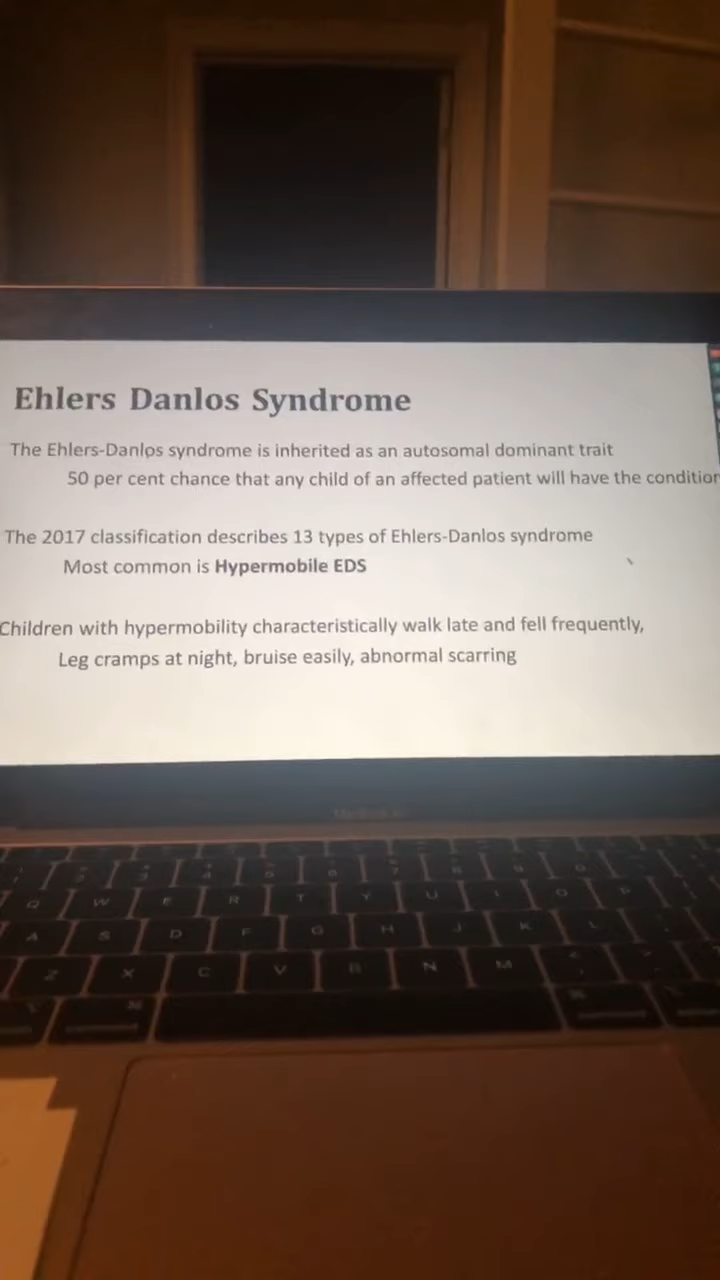 Ehlers Danlos Syndrome
The Ehlers-Danlos syndrome is inherited as an autosomal dominant trait
50 per cent chance that any child of an affected patient will have the condition
The 2017 classification describes 13 types of Ehlers-Danlos syndrome
Most common is Hypermobile EDS
Children with hypermobility characteristically walk late and fell frequently,
Leg cramps at night, bruise easily, abnormal scarring
Q W E R T Y U I O P
A S D F G H J K L
Z X C V B N M